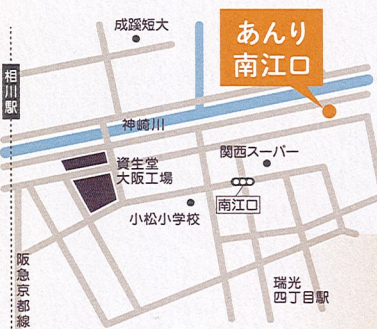 成蹊短大
あんり
南江口
相川駅
神崎川
関西スーパー
資生堂
大阪工場
南江口
小松小学校
阪急京都線
瑞光
四丁目駅